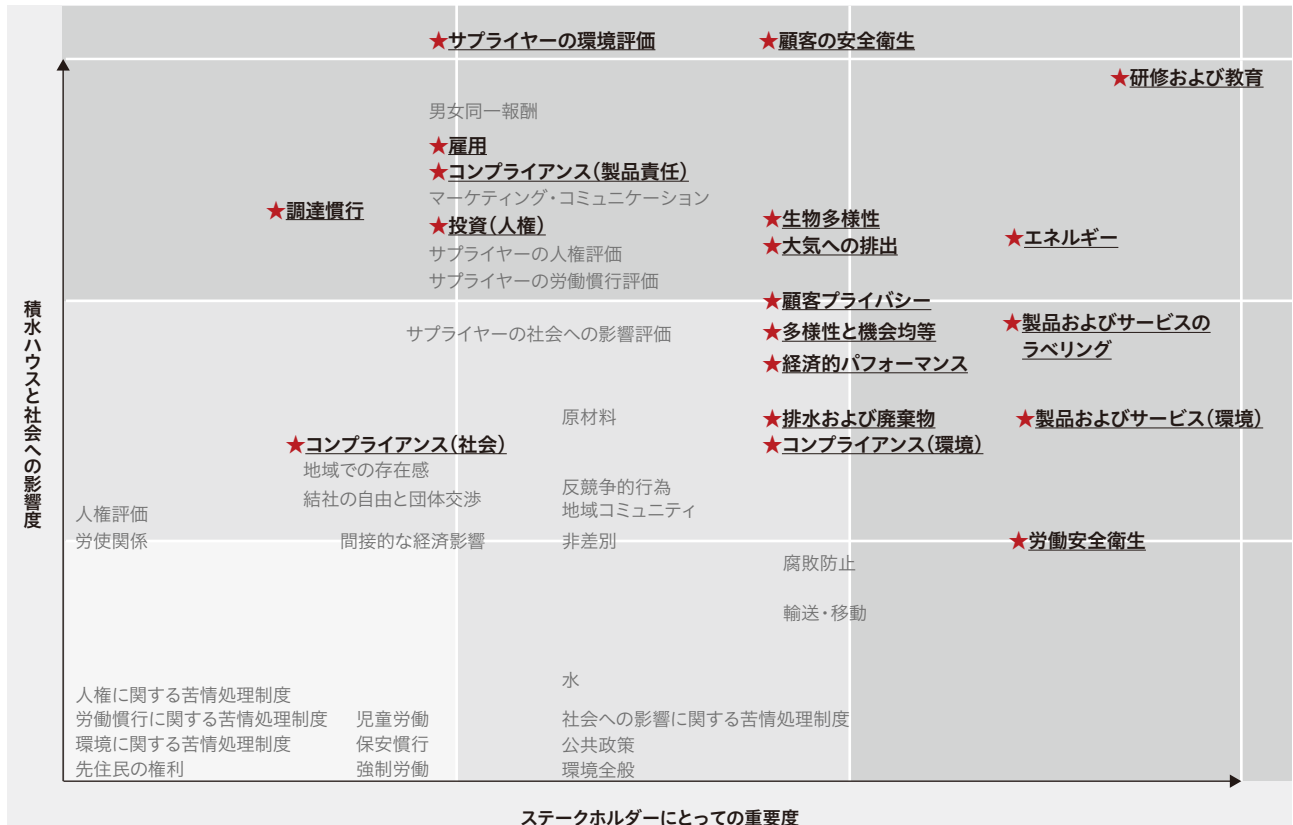 ★サプライヤーの環境評価
★顧客の安全衛生
★研修および教育
男女同一報酬
★雇用
★コンプライアンス(製品責任)
マーケティング・コミュニケーション
★調達慣行
★投資(人権)
★生物多様性
★大気への排出
★エネルギー
サプライヤーの人権評価
サプライヤーの労働慣行評価
★顧客プライバシー
サプライヤーの社会への影響評価
★多様性と機会均等
★製品およびサービスの
ラベリング
★経済的パフォーマンス
原材料
★排水および廃棄物
★製品およびサービス(環境)
★コンプライアンス(社会)
★コンプライアンス(環境)
地域での存在感
結社の自由と団体交渉
反競争的行為
地域コミュニティ
人権評価
労使関係
間接的な経済影響
非差別
★労働安全衛生
腐敗防止
輸送・移動
水
人権に関する苦情処理制度
労働慣行に関する苦情処理制度
児童労働
社会への影響に関する苦情処理制度
環境に関する苦情処理制度
保安慣行
公共政策
先住民の権利
強制労働
環境全般
積水ハウスと社会への影響度
ステークホルダーにとっての重要度